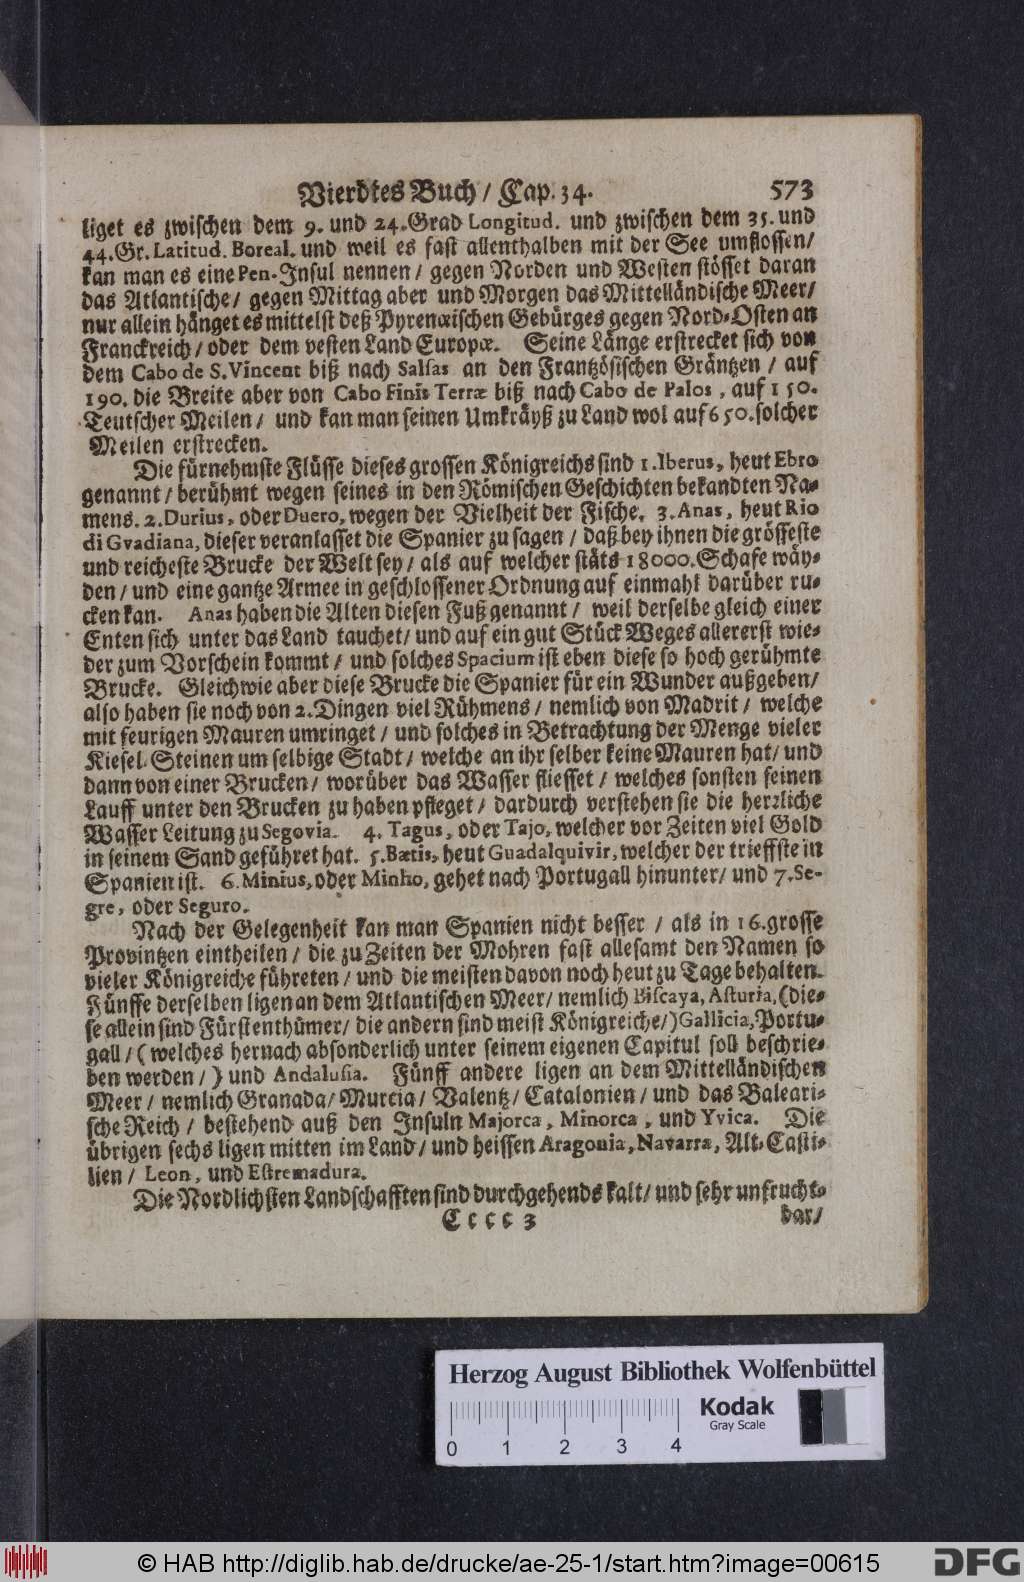 Vierdtes Buch / Cap. 34. 573
liget es zwischen dem 9. und 24. Grad Longitud. und zwischen dem 35. und
44. Gr. Latitud. Boreal. und weil es fast allenthalben mit der See umflossen/
kan man es eine Pen-Insul nennen / gegen Norden und Westen stösset daran
das Atlantische/ gegen Mittag aber und Morgen das Mittelländische Meer/
nur allein hänget es mittelst deß Pyrenæischen Gebürges gegen Nord-Osten an
Franckreich / oder dem vesten Land Europæ. Seine Länge erstrecket sich von
dem Cabo de S. Vincent biß nach Salsas an den Frantzösischen Gräntzen / auf
190. die Breite aber von Cabo Finis Terræ biß nach Cabo de Palos, auf 150.
Teutscher Meilen / und kan man seinen Umkräyß zu Land wol auf 650. solcher
Meilen erstrecken.
Die fürnehmste Flüsse dieses grossen Königreichs sind 1. Iberus, heut Ebro
genannt / berühmt wegen seines in den Römischen Geschichten bekandten Na-
mens. 2. Durius, oder Duero, wegen der Vielheit der Fische. 3. Anas, heut Rio
di Gvadiana, dieser veranlasset die Spanier zu sagen / daß bey ihnen die grösseste
und reicheste Brucke der Welt sey / als auf welcher stäts 18000. Schafe wäy-
den / und eine gantze Armee in geschlossener Ordnung auf einmahl darüber ru-
cken kan. Anas haben die Alten diesen Fuß genannt / weil derselbe gleich einer
Enten sich unter das Land tauchet / und auf ein gut Stück Weges allererst wie-
der zum Vorschein kommt / und solches Spacium ist eben diese so hoch gerühmte
Brucke. Gleichwie aber diese Brucke die Spanier für ein Wunder außgeben/
also haben sie noch von 2. Dingen viel Rühmens / nemlich von Madrit / welche
mit feurigen Mauren umringet / und solches in Betrachtung der Menge vieler
Kiesel-Steinen um selbige Stadt / welche an ihr selber keine Mauren hat / und
dann von einer Brucken / worüber das Wasser fliesset / welches sonsten seinen
Lauff unter den Brucken zu haben pfleget / dardurch verstehen sie die herrliche
Wasser Leitung zu Segovia. 4. Tagus, oder Tajo, welcher vor Zeiten viel Gold
in seinem Sand geführet hat. 5. Bætis, heut Guadalquivir, welcher der trieffste in
Spanien ist. 6. Minius, oder Minho, gehet nach Portugall hinunter / und 7. Se-
gre, oder Seguro.
Nach der Gelegenheit kan man Spanien nicht besser / als in 16. grosse
Provintzen eintheilen / die zu Zeiten der Mohren fast allesamt den Namen so
vieler Königreiche führeten / und die meisten davon noch heut zu Tage behalten.
Fünffe derselben ligen an dem Atlantischen Meer / nemlich Biscaya, Asturia, (die-
se allein sind Fürstenthümer / die andern sind meist Königreiche/) Gallicia, Portu-
gall / ( welches hernach absonderlich unter seinem eigenen Capitul soll beschrie-
ben werden / ) und Andalusia. Fünff andere ligen an dem Mittelländischen
Meer / nemlich Granada / Murcia / Valentz / Catalonien / und das Baleari-
sche Reich / bestehend auß den Insuln Majorca, Minorca, und Yvica. Die
übrigen sechs ligen mitten im Land / und heissen Aragonia, Navarræ, Alt-Casti-
lien / Leon, und Estremadura.
Die Nordlichsten Landschafften sind durchgehends kalt / und sehr unfrucht-
Cccc 3 bar/
Herzog August Bibliothek Wolfenbüttel
Kodak
Gray Scale
0 1 2 3 4
© HAB http://diglib.hab.de/drucke/ae-25-1/start.htm?image=00615 DFG